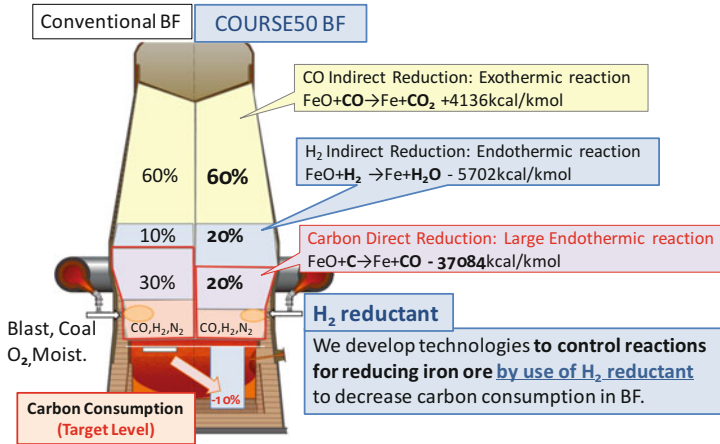 Conventional BF
COURSE50 BF
CO Indirect Reduction: Exothermic reaction
FeO+CO→Fe+CO₂ +4136kcal/kmol
H₂ Indirect Reduction: Endothermic reaction
FeO+H₂ →Fe+H₂O - 5702kcal/kmol
60%
60%
10%
20%
Carbon Direct Reduction: Large Endothermic reaction
FeO+C→Fe+CO - 37084kcal/kmol
30%
20%
CO,H₂,N₂
CO,H₂,N₂
Blast, Coal
O₂,Moist.
H₂ reductant
We develop technologies to control reactions
for reducing iron ore by use of H₂ reductant
to decrease carbon consumption in BF.
-10%
Carbon Consumption
(Target Level)